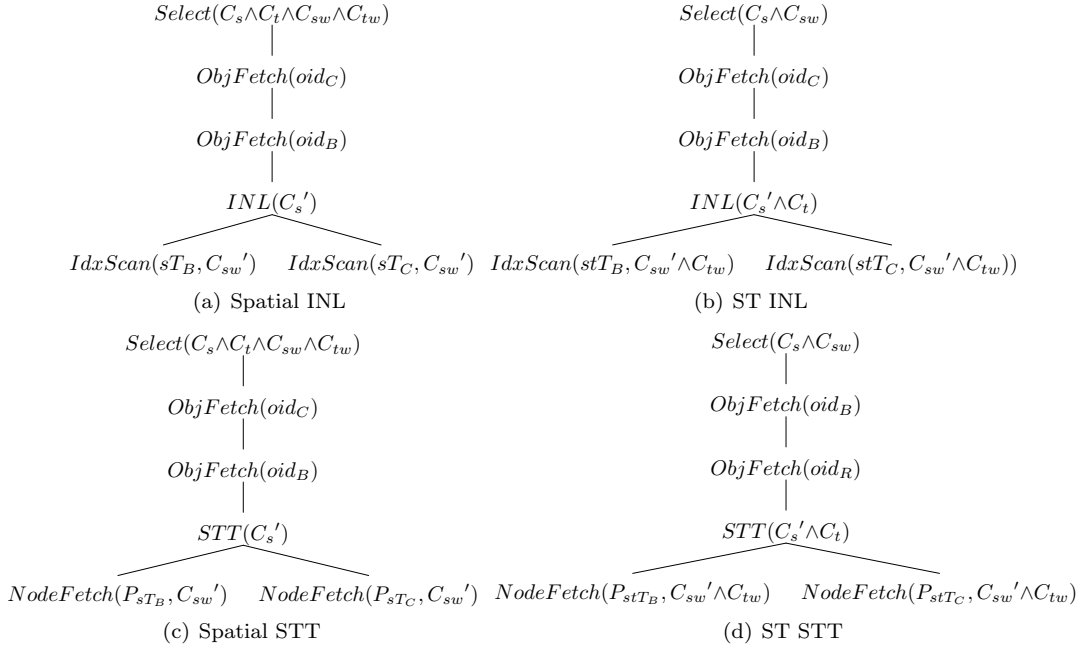 Select(C_s∧C_t∧C_sw∧C_tw)
ObjFetch(oid_C)
ObjFetch(oid_B)
INL(C_s′)
IdxScan(sT_B, C_sw′) IdxScan(sT_C, C_sw′)
(a) Spatial INL
Select(C_s∧C_sw)
ObjFetch(oid_C)
ObjFetch(oid_B)
INL(C_s′∧C_t)
IdxScan(stT_B, C_sw′∧C_tw) IdxScan(stT_C, C_sw′∧C_tw))
(b) ST INL
Select(C_s∧C_t∧C_sw∧C_tw)
ObjFetch(oid_C)
ObjFetch(oid_B)
STT(C_s′)
NodeFetch(P_sT_B, C_sw′) NodeFetch(P_sT_C, C_sw′)
(c) Spatial STT
Select(C_s∧C_sw)
ObjFetch(oid_B)
ObjFetch(oid_R)
STT(C_s′∧C_t)
NodeFetch(P_stT_B, C_sw′∧C_tw) NodeFetch(P_stT_C, C_sw′∧C_tw)
(d) ST STT